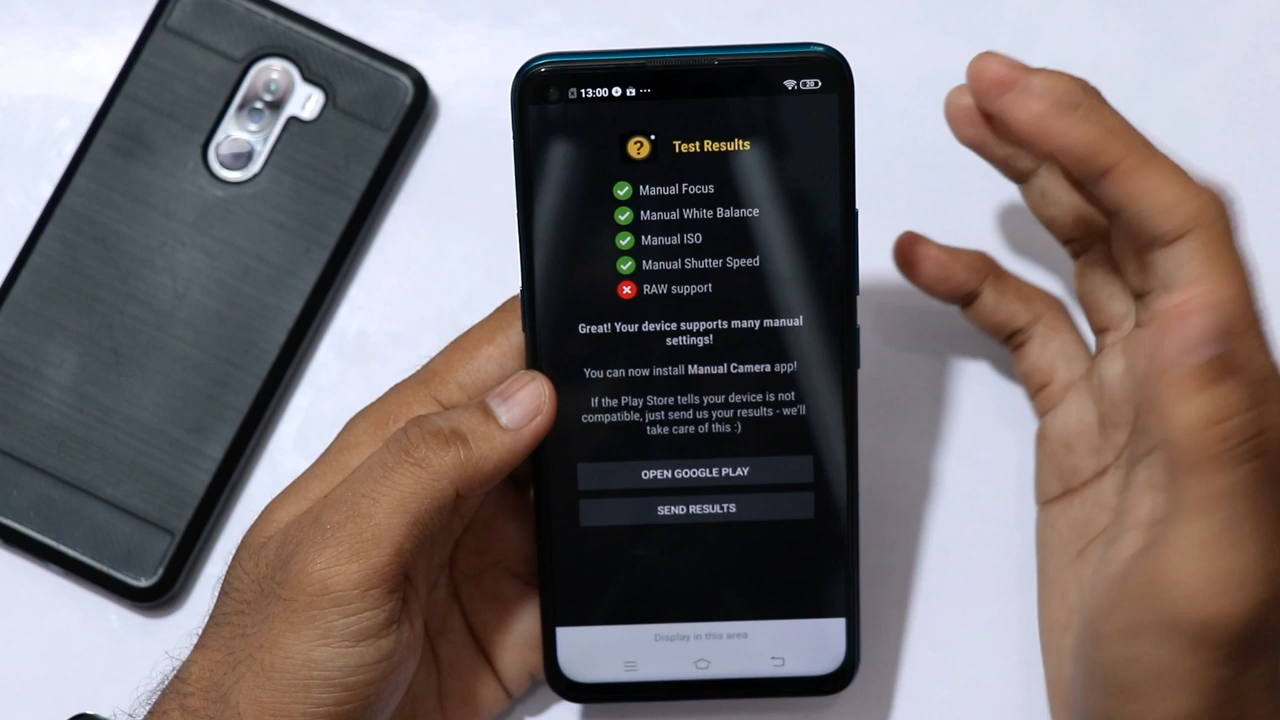 13:00
20
Test Results
Manual Focus
Manual White Balance
Manual ISO
Manual Shutter Speed
RAW support
Great! Your device supports many manual
settings!
You can now install Manual Camera app!
If the Play Store tells your device is not
compatible, just send us your results - we'll
take care of this :)
OPEN GOOGLE PLAY
SEND RESULTS
Display in this area